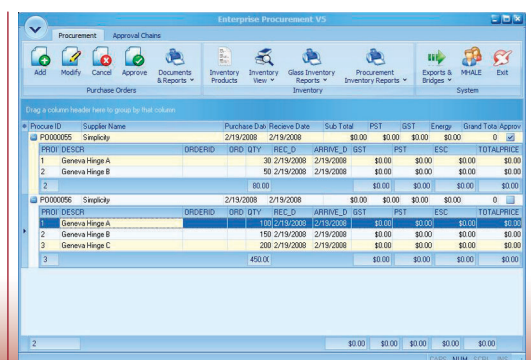 Enterprise Procurement V5
Procurement Approval Chains
Add Modify Cancel Approve Documents & Reports Inventory Products Inventory View Glass Inventory Reports Procurement Inventory Reports Exports & Bridges MHALE Exit
Purchase Orders Inventory System
Drag a column header here to group by that column
Procure ID Supplier Name Purchase Dat Recieve Date Sub Total PST GST Energy Grand Tota Approv
PO000055 Simplicity 2/19/2008 2/19/2008 $0.00 $0.00 $0.00 $0.00 0
PROI DESCR ORDERID ORD QTY REC_D ARRIVE_D GST PST ESC TOTALPRICE
1 Geneva Hinge A 30 2/19/2008 2/19/2008 $0.00 $0.00 $0.00 $0.00
2 Geneva Hinge B 50 2/19/2008 2/19/2008 $0.00 $0.00 $0.00 $0.00
2 80.00 $0.00 $0.00 $0.00 $0.00
PO000056 Simplicity 2/19/2008 2/19/2008 $0.00 $0.00 $0.00 $0.00 0
PROI DESCR ORDERID ORD QTY REC_D ARRIVE_D GST PST ESC TOTALPRICE
1 Geneva Hinge A 100 2/19/2008 2/19/2008 $0.00 $0.00 $0.00 $0.00
2 Geneva Hinge B 150 2/19/2008 2/19/2008 $0.00 $0.00 $0.00 $0.00
3 Geneva Hinge C 200 2/19/2008 2/19/2008 $0.00 $0.00 $0.00 $0.00
3 450.0( $0.00 $0.00 $0.00 $0.00
2 $0.00 $0.00 $0.00 $0.00 $0.00
CAPS NUM SCRL INS